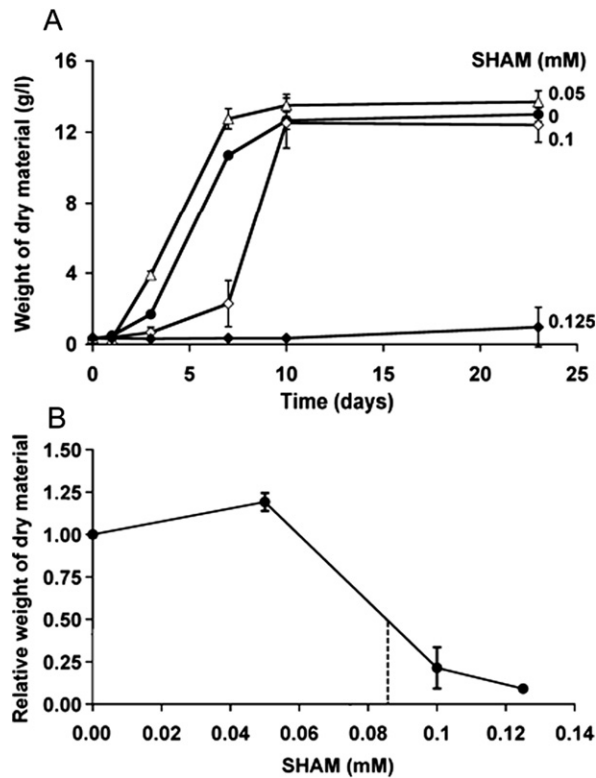 A
SHAM (mM)
Weight of dry material (g/l)
16
12
8
4
0
0.05
0
0.1
0.125
0 5 10 15 20 25
Time (days)
B
Relative weight of dry material
1.50
1.25
1.00
0.75
0.50
0.25
0.00
0.00 0.02 0.04 0.06 0.08 0.1 0.12 0.14
SHAM (mM)